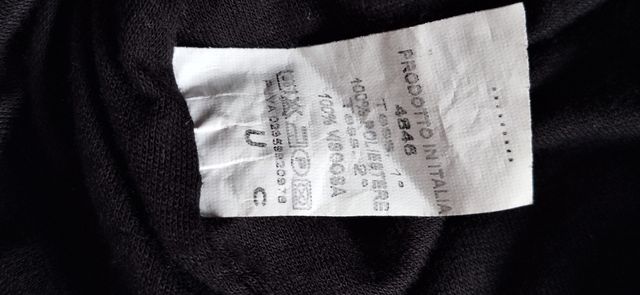 PRODOTTO IN ITALIA
4846
TESS. 1°
100% POLIESTERE
TESS. 2°
100% VISCOSA
U C